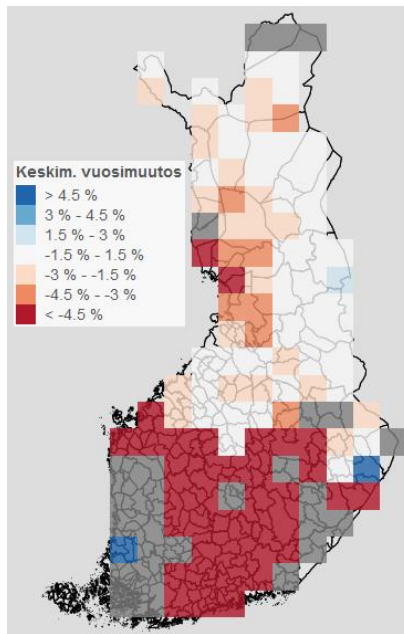 Keskim. vuosimuutos
> 4.5 %
3 % - 4.5 %
1.5 % - 3 %
-1.5 % - 1.5 %
-3 % - -1.5 %
-4.5 % - -3 %
< -4.5 %